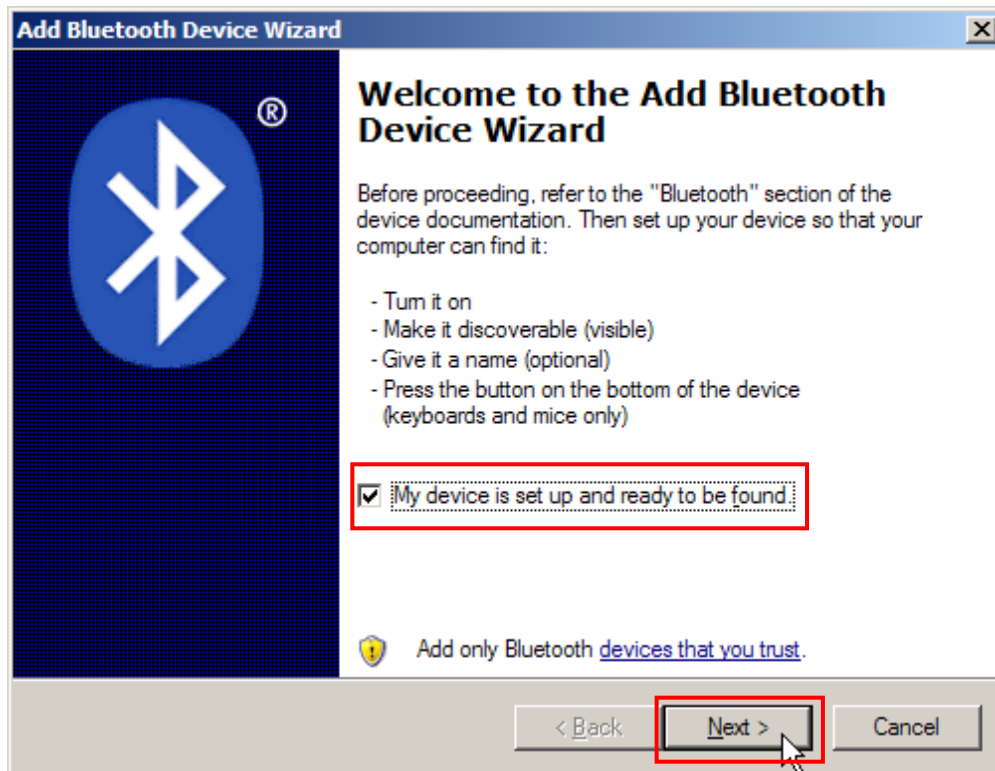 Add Bluetooth Device Wizard
®
Welcome to the Add Bluetooth
Device Wizard
Before proceeding, refer to the "Bluetooth" section of the
device documentation. Then set up your device so that your
computer can find it:
- Turn it on
- Make it discoverable (visible)
- Give it a name (optional)
- Press the button on the bottom of the device
(keyboards and mice only)
My device is set up and ready to be found.
Add only Bluetooth devices that you trust.
< Back Next > Cancel